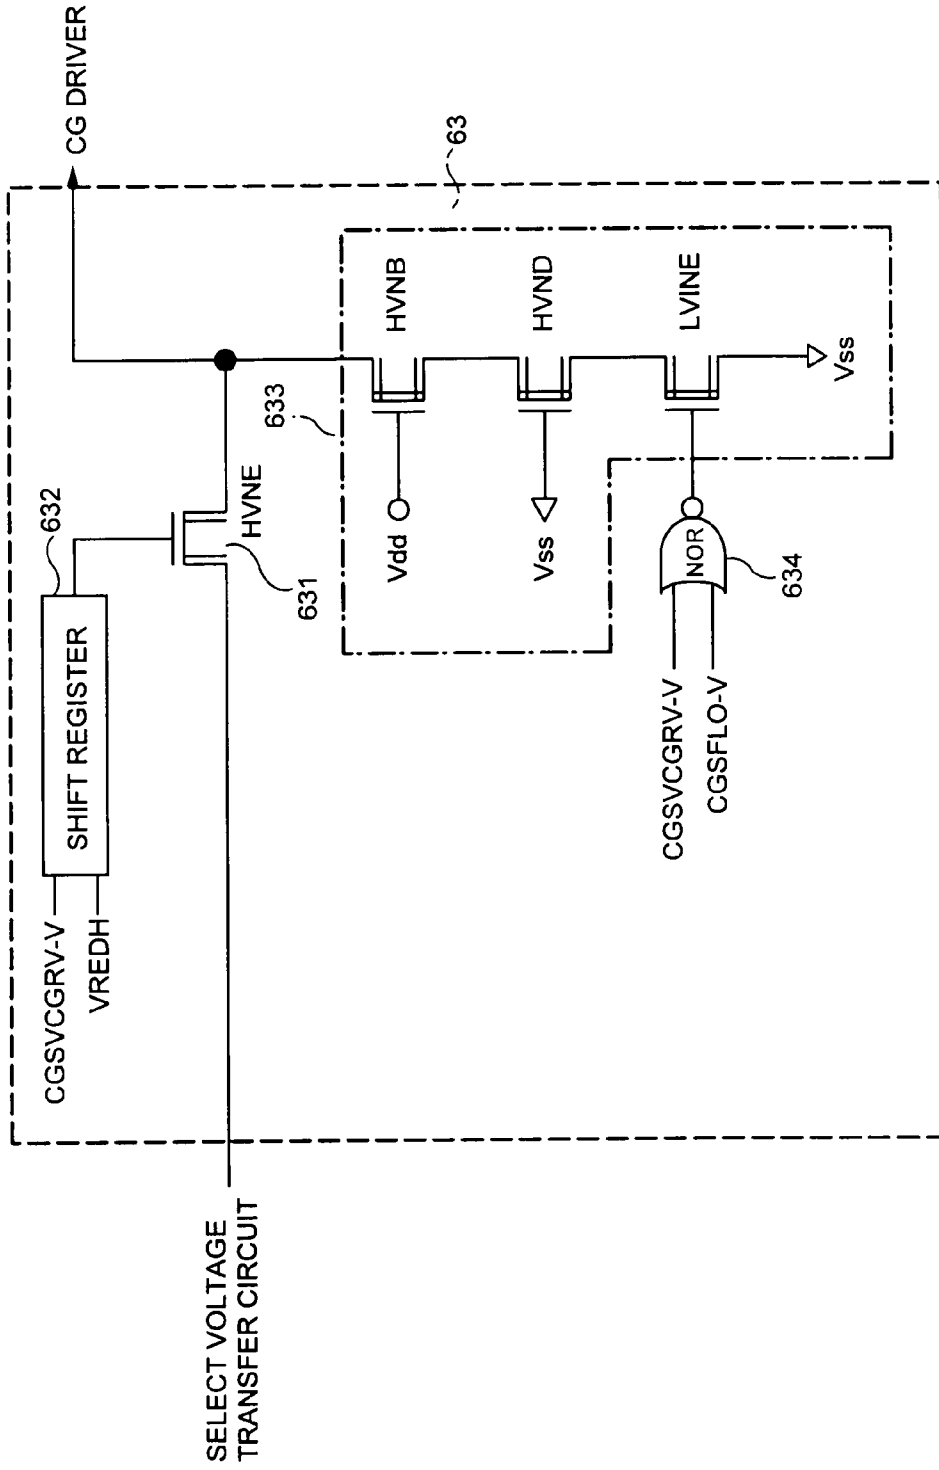 SELECT VOLTAGE
TRANSFER CIRCUIT
CGSVCGRV-V
VREDH
SHIFT REGISTER
632
631
HVNE
CG DRIVER
633
63
Vdd
HVNB
Vss
HVND
LVINE
Vss
CGSVCGRV-V
CGSFLO-V
NOR
634